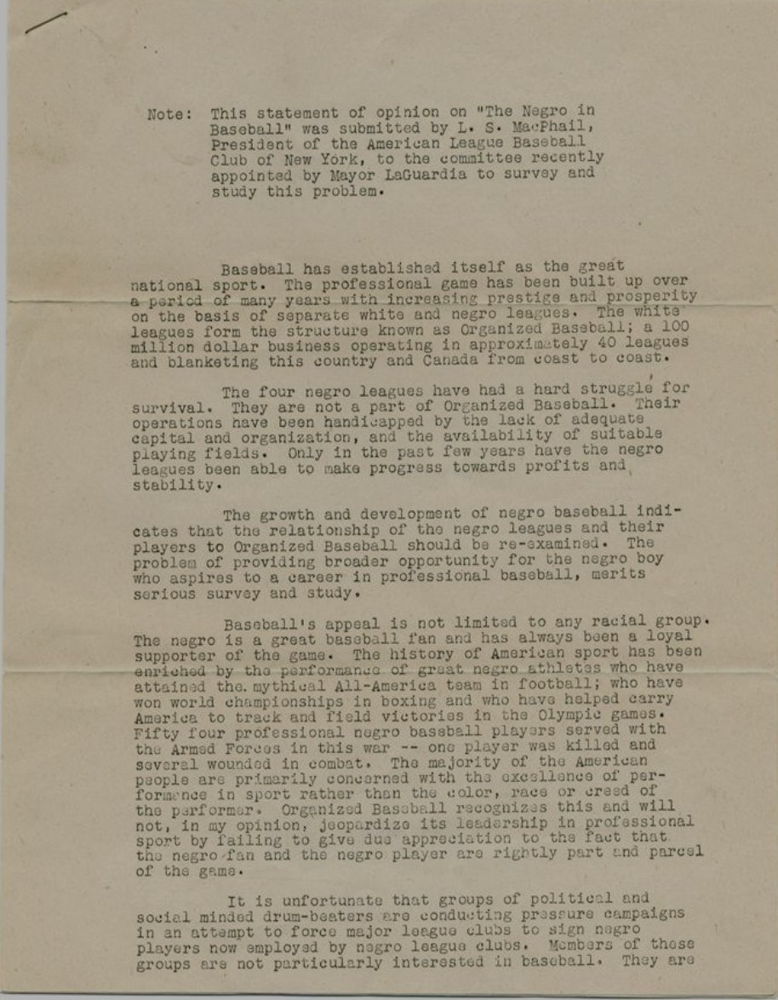 Note: This statement of opinion on "The Negro in
Baseball" was submitted by L. S. MacPhail,
President of the American League Baseball
Club of New York, to the committee recently
appointed by Mayor LaGuardia to survey and
study this problem.
Baseball has established itself as the great
national sport. The professional game has been built up over
a period of many years with increasing prestige and prosperity
on the basis of separate white and negro leagues. The white
leagues form the structure known as Organized Baseball; a 100
million dollar business operating in approximately 40 leagues
and blanketing this country and Canada from coast to coast.
The four negro leagues have had a hard struggle for
survival. They are not a part of Organized Baseball. Their
operations have been handicapped by the lack of adequate
capital and organization, and the availability of suitable
playing fields. Only in the past few years have the negro
leagues been able to make progress towards profits and
stability.
The growth and development of negro baseball indi-
cates that the relationship of the negro leagues and their
players to Organized Baseball should be re-examined. The
problem of providing broader opportunity for the negro boy
who aspires to a career in professional baseball, merits
serious survey and study.
Baseball's appeal is not limited to any racial group.
The negro is a great baseball fan and has always been a loyal
supporter of the game. The history of American sport has been
enriched by the performance of great negro athletes who have
attained the mythical All-America team in football; who have
won world championships in boxing and who have helped carry
America to track and field victories in the Olympic games.
Fifty four professional negro baseball players served with
the Armed Forces in this war -- one player was killed and
several wounded in combat. The majority of the American
people are primarily concerned with the excellence of per-
formance in sport rather than the color, race or creed of
the performer. Organized Baseball recognizes this and will
not, in my opinion, jeopardize its leadership in professional
sport by failing to give due appreciation to the fact that
the negro fan and the negro player are rightly part and parcel
of the game.
It is unfortunate that groups of political and
social minded drum-beaters are conducting pressure campaigns
in an attempt to force major league clubs to sign negro
players now employed by negro league clubs. Members of these
groups are not particularly interested in baseball. They are